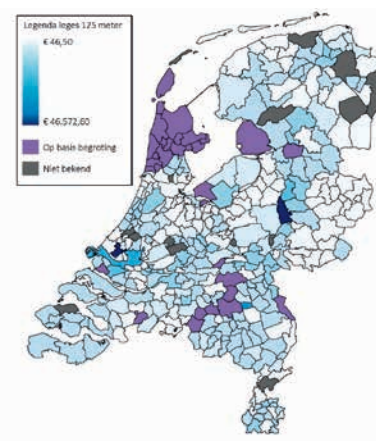 Legenda leges 125 meter
€ 46,50
€ 46.572,60
Op basis begroting
Niet bekend